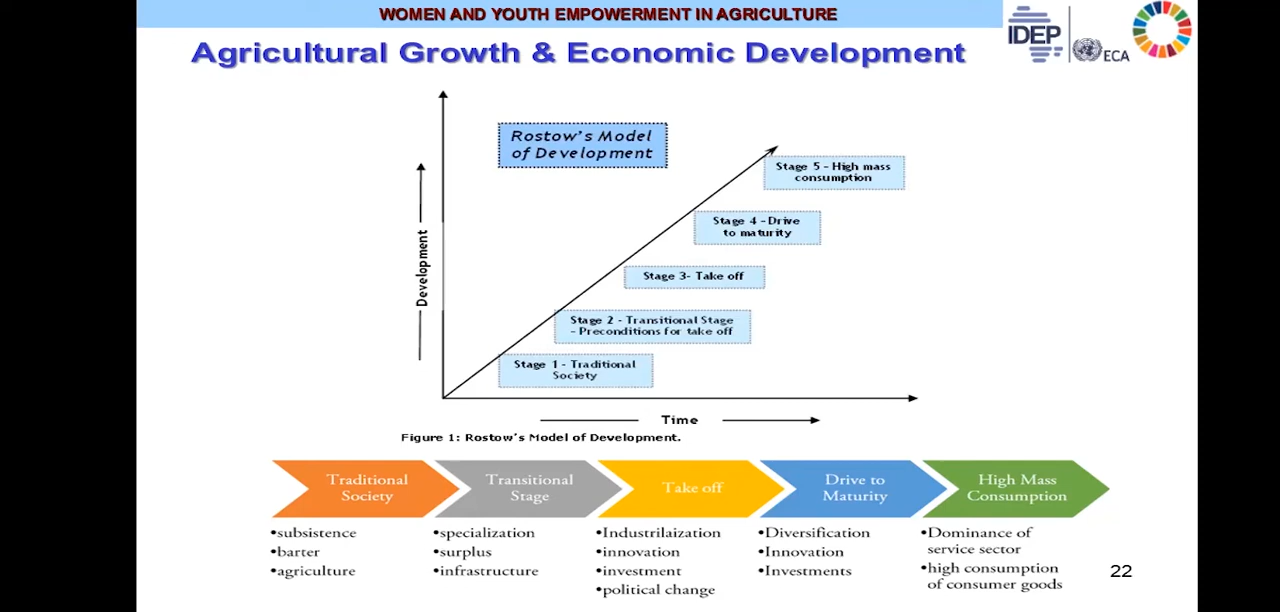 WOMEN AND YOUTH EMPOWERMENT IN AGRICULTURE
Agricultural Growth & Economic Development
IDEP
ECA
Rostow's Model
of Development
Stage 5 - High mass
consumption
Stage 4 - Drive
to maturity
Stage 3- Take off
Stage 2 - Transitional Stage
- Preconditions for take off
Stage 1 - Traditional
Society
Development
Time
Figure 1: Rostow's Model of Development.
Traditional
Society
•subsistence
•barter
•agriculture
Transitional
Stage
•specialization
•surplus
•infrastructure
Take off
•Industrilaization
•innovation
•investment
•political change
Drive to
Maturity
•Diversification
•Innovation
•Investments
High Mass
Consumption
•Dominance of
service sector
•high consumption
of consumer goods
22